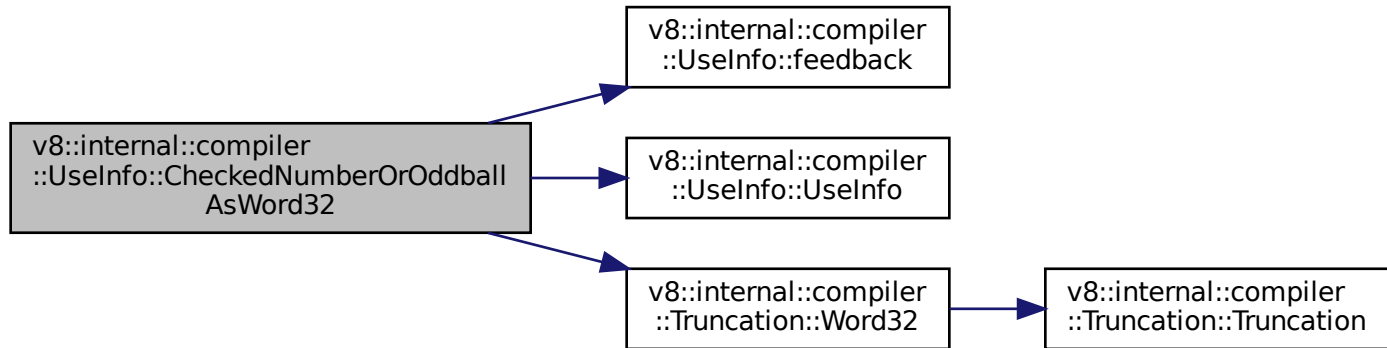 v8::internal::compiler
::UseInfo::feedback
v8::internal::compiler
::UseInfo::CheckedNumberOrOddball
AsWord32
v8::internal::compiler
::UseInfo::UseInfo
v8::internal::compiler
::Truncation::Word32
v8::internal::compiler
::Truncation::Truncation